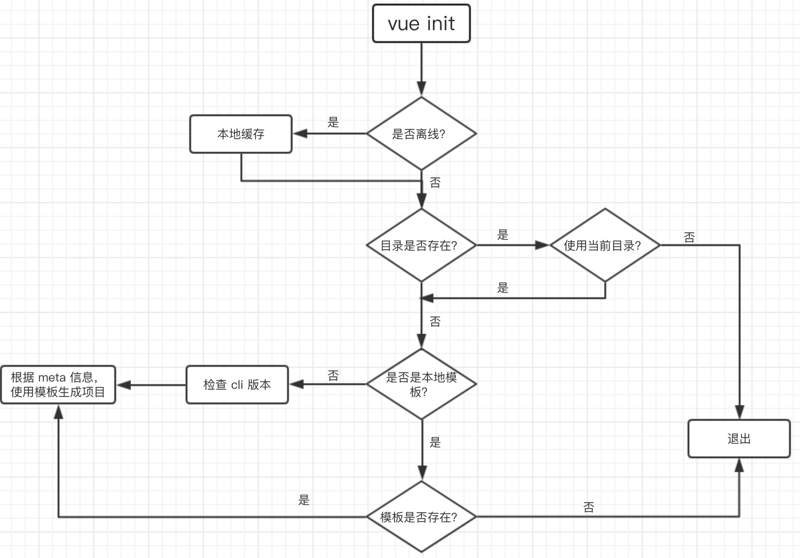 vue init
是
本地缓存
是否离线?
否
目录是否存在?
是
使用当前目录?
否
是
否
根据 meta 信息,
使用模板生成项目
检查 cli 版本
否
是否是本地模
板?
退出
是
是
模板是否存在?
否